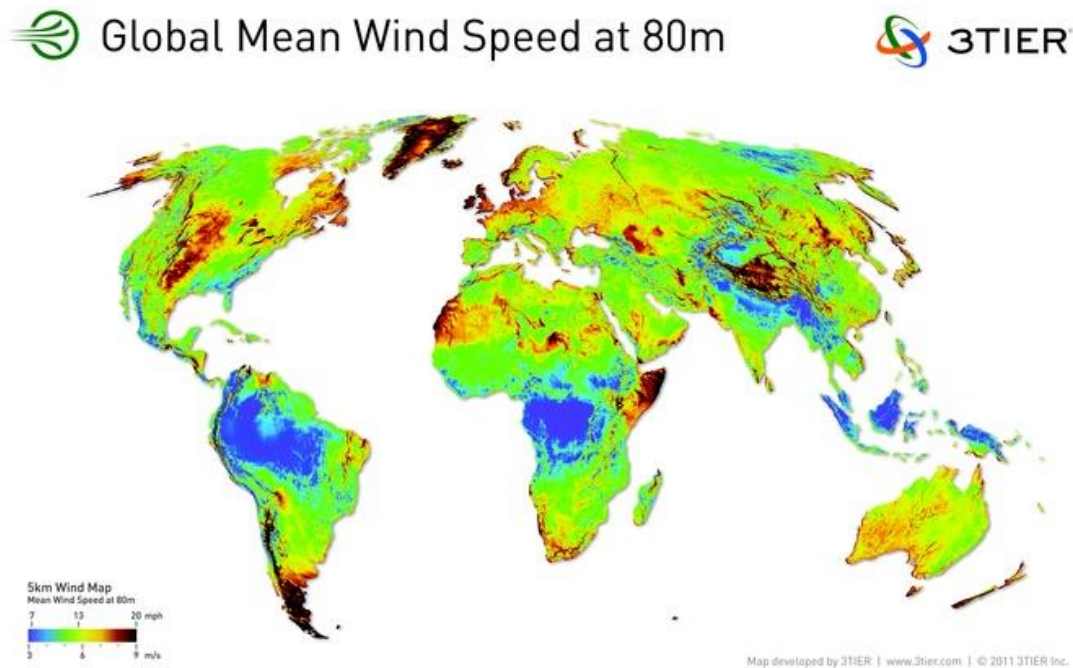 Global Mean Wind Speed at 80m
3TIER
5km Wind Map
Mean Wind Speed at 80m
7 13 20 mph
3 6 9 m/s
Map developed by 3TIER | www.3tier.com | © 2011 3TIER Inc.